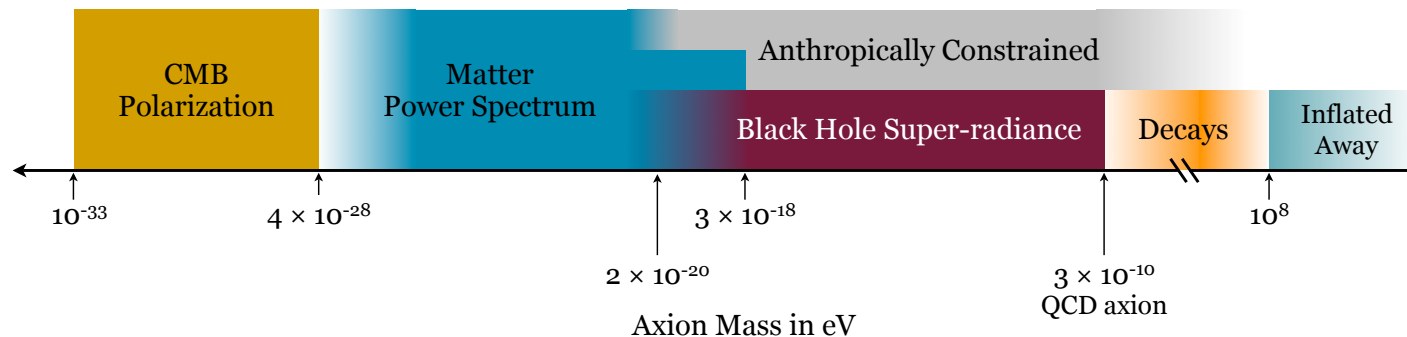 CMB
Polarization
Matter
Power Spectrum
Anthropically Constrained
Black Hole Super-radiance
Decays
Inflated
Away
10⁻³³
4 × 10⁻²⁸
2 × 10⁻²⁰
3 × 10⁻¹⁸
3 × 10⁻¹⁰
QCD axion
10⁸
Axion Mass in eV